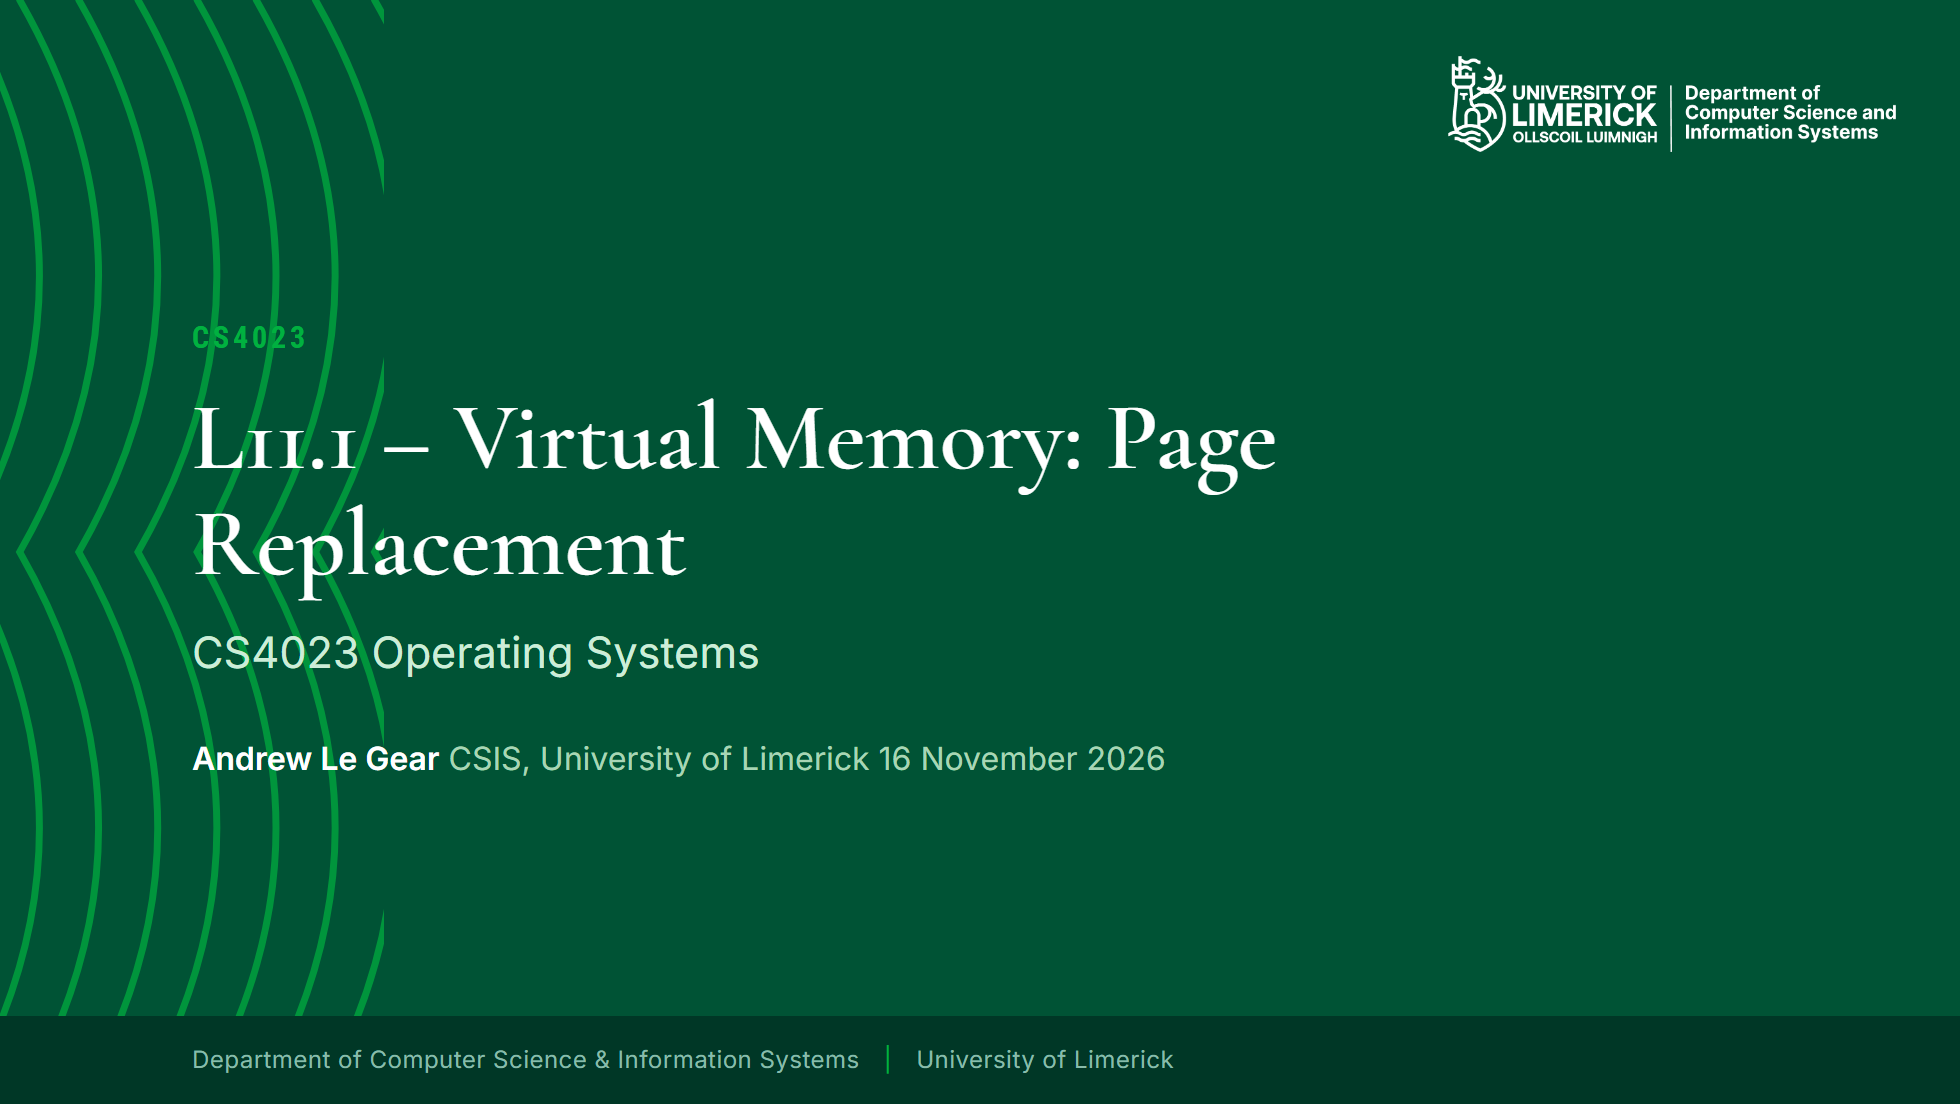 UNIVERSITY OF
LIMERICK
OLLSCOIL LUIMNIGH
Department of
Computer Science and
Information Systems
CS4023
L11.1 – Virtual Memory: Page
Replacement
CS4023 Operating Systems
Andrew Le Gear CSIS, University of Limerick 16 November 2026
Department of Computer Science & Information Systems | University of Limerick